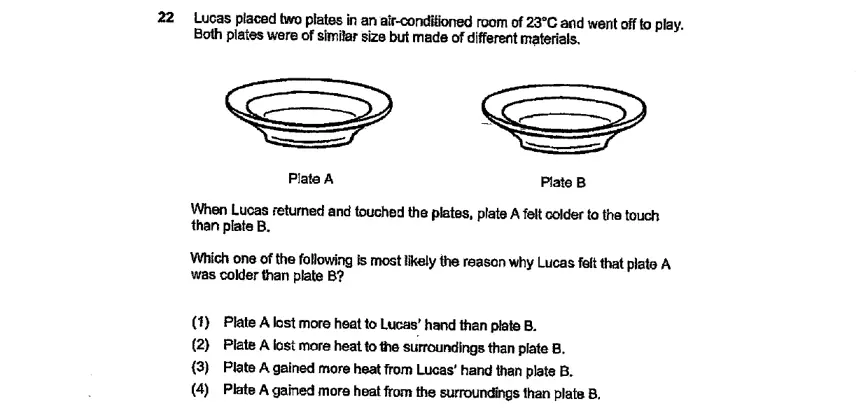 22 Lucas placed two plates in an air-conditioned room of 23°C and went off to play.
Both plates were of similar size but made of different materials.
Plate A
Plate B
When Lucas returned and touched the plates, plate A felt colder to the touch
than plate B.
Which one of the following is most likely the reason why Lucas felt that plate A
was colder than plate B?
(1) Plate A lost more heat to Lucas' hand than plate B.
(2) Plate A lost more heat to the surroundings than plate B.
(3) Plate A gained more heat from Lucas' hand than plate B.
(4) Plate A gained more heat from the surroundings than plate B.